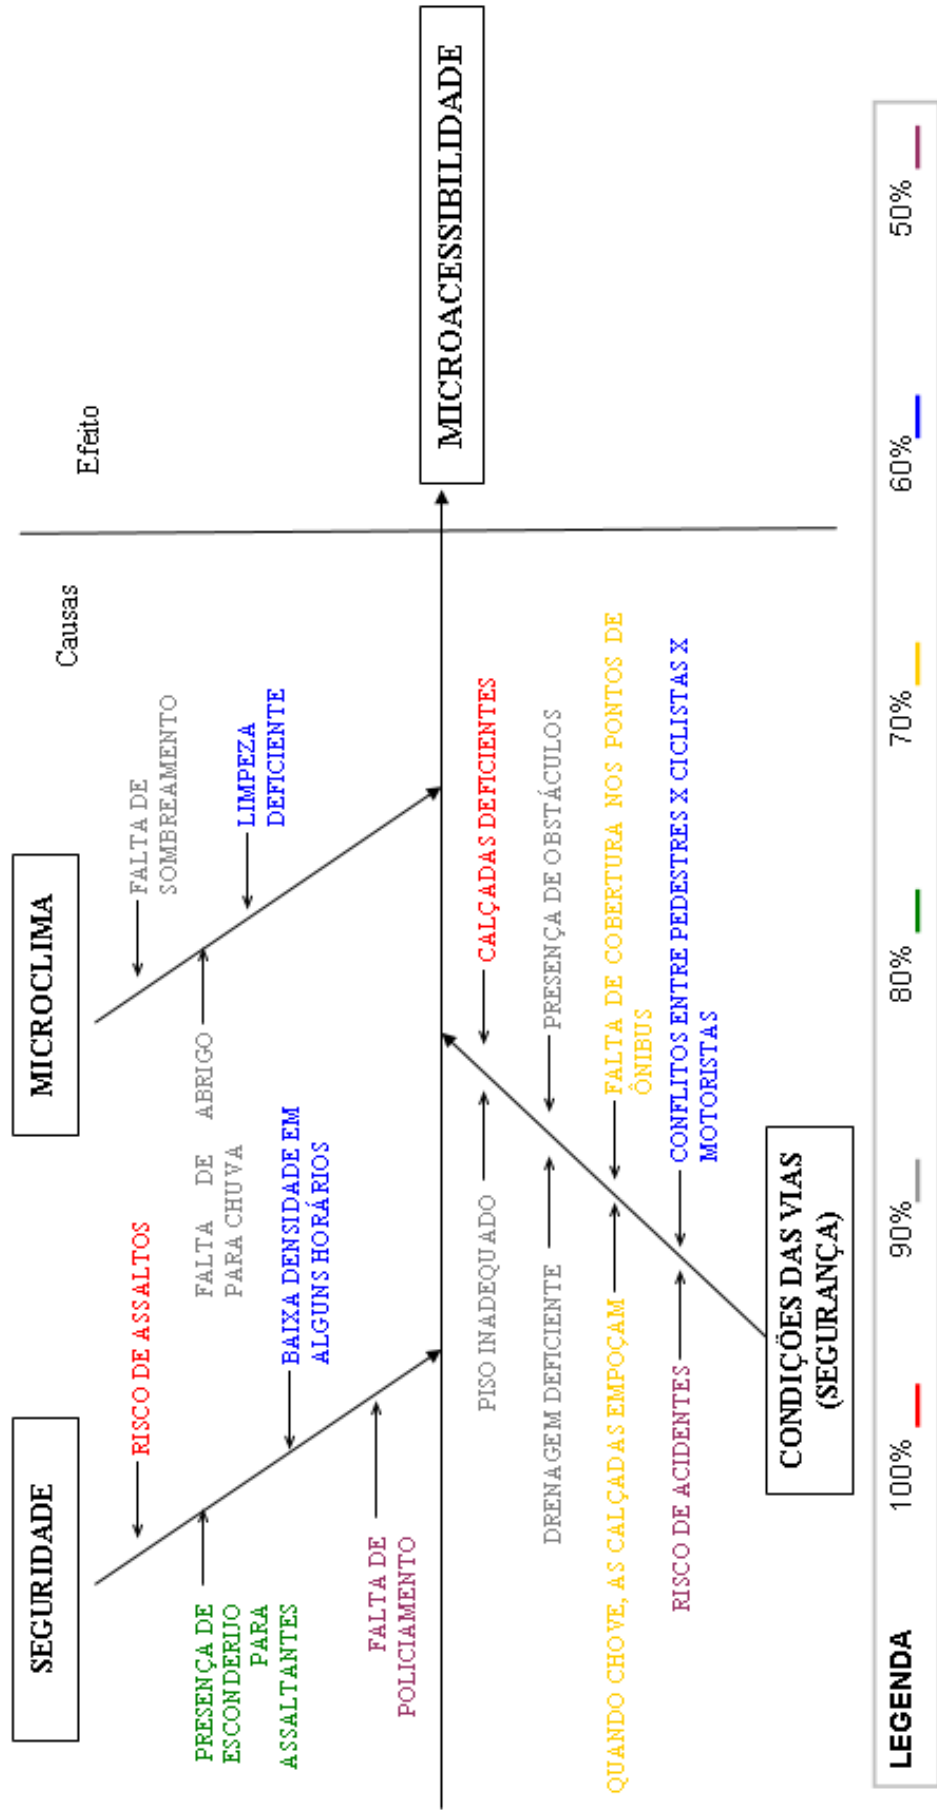 Causas
Efeito
SEGURIDADE
RISCO DE ASSALTOS
PRESENÇA DE
ESCONDERIJO
PARA
ASSALTANTES
BAIXA DENSIDADE EM
ALGUNS HORÁRIOS
FALTA DE
POLICIAMENTO
MICROCLIMA
FALTA DE
SOMBREAMENTO
FALTA DE ABRIGO
PARA CHUVA
LIMPEZA
DEFICIENTE
MICROACESSIBILIDADE
CALÇADAS DEFICIENTES
PISO INADEQUADO
PRESENÇA DE OBSTÁCULOS
DRENAGEM DEFICIENTE
FALTA DE COBERTURA NOS PONTOS DE
ÔNIBUS
QUANDO CHOVE, AS CALÇADAS EMPOÇAM
CONFLITOS ENTRE PEDESTRES X CICLISTAS X
MOTORISTAS
RISCO DE ACIDENTES
CONDIÇÕES DAS VIAS
(SEGURANÇA)
LEGENDA
100%
90%
80%
70%
60%
50%